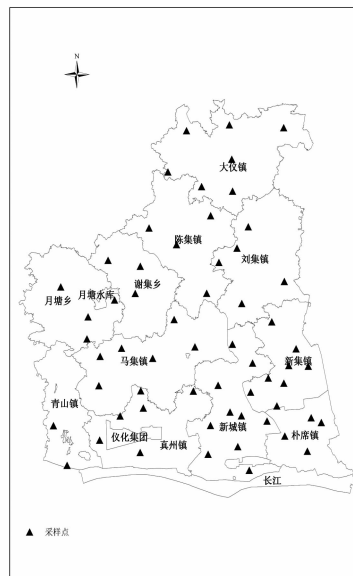 N
大仪镇
陈集镇
刘集镇
谢集乡
月塘乡
月塘水库
马集镇
新集镇
青山镇
新城镇
朴席镇
仪化集团
真州镇
长江
采样点